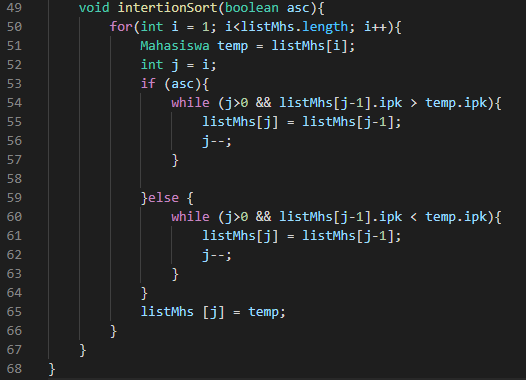 49 void intertionSort(boolean asc){
50 for(int i = 1; i<listMhs.length; i++){
51 Mahasiswa temp = listMhs[i];
52 int j = i;
53 if (asc){
54 while (j>0 && listMhs[j-1].ipk > temp.ipk){
55 listMhs[j] = listMhs[j-1];
56 j--;
57 }
58
59 }else {
60 while (j>0 && listMhs[j-1].ipk < temp.ipk){
61 listMhs[j] = listMhs[j-1];
62 j--;
63 }
64 }
65 listMhs [j] = temp;
66 }
67 }
68 }